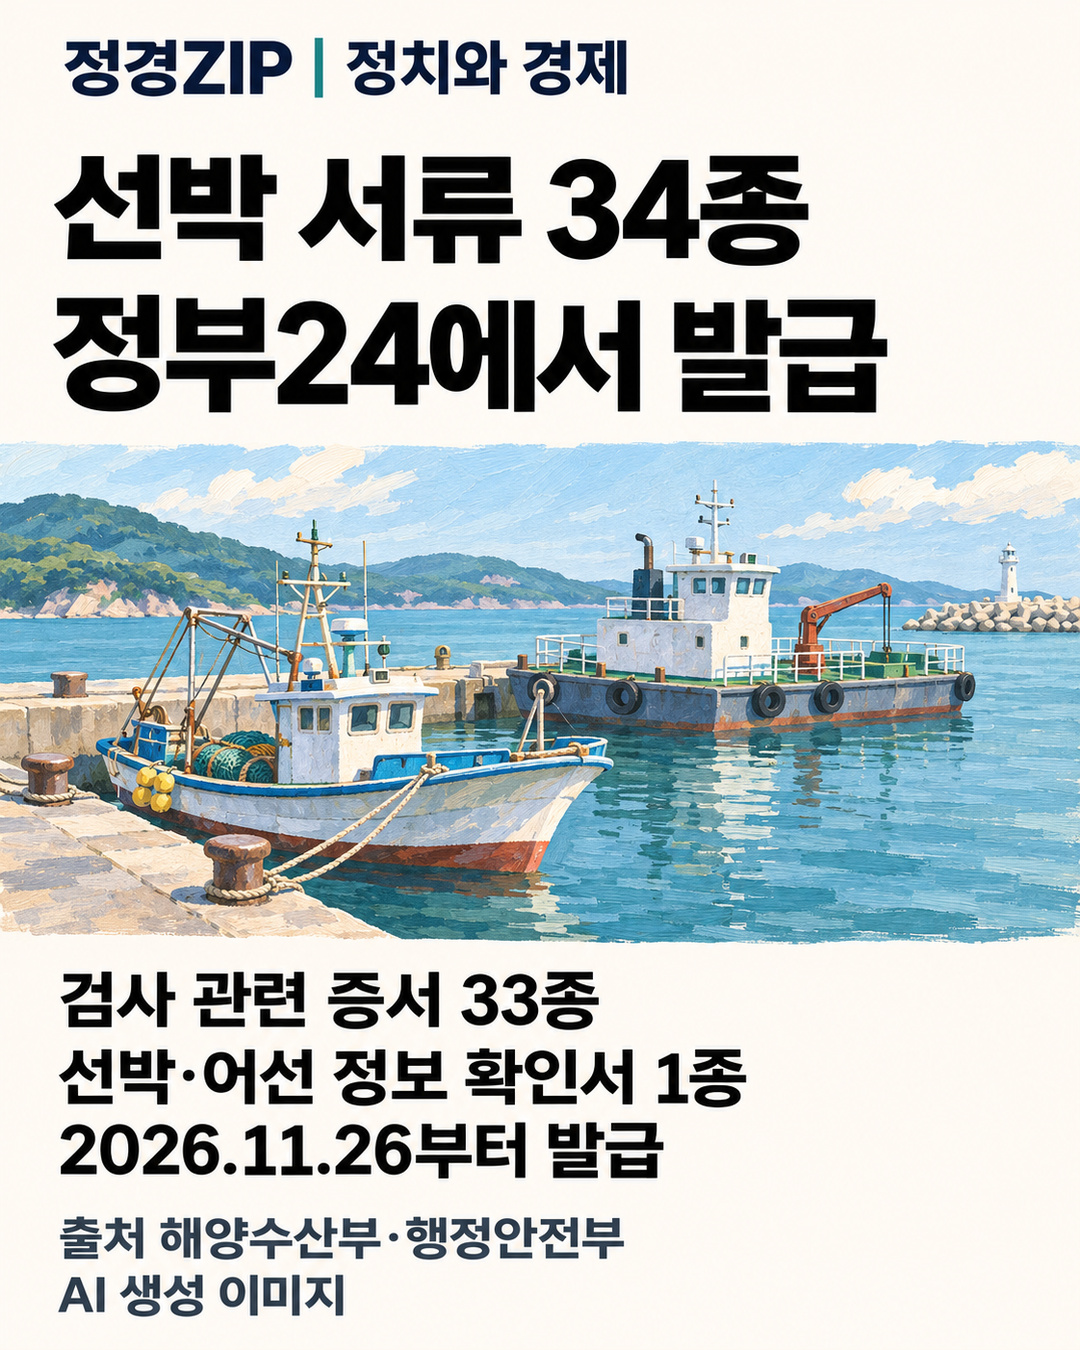 정경ZIP | 정치와 경제
선박 서류 34종
정부24에서 발급
검사 관련 증서 33종
선박·어선 정보 확인서 1종
2026.11.26부터 발급
출처 해양수산부·행정안전부
AI 생성 이미지